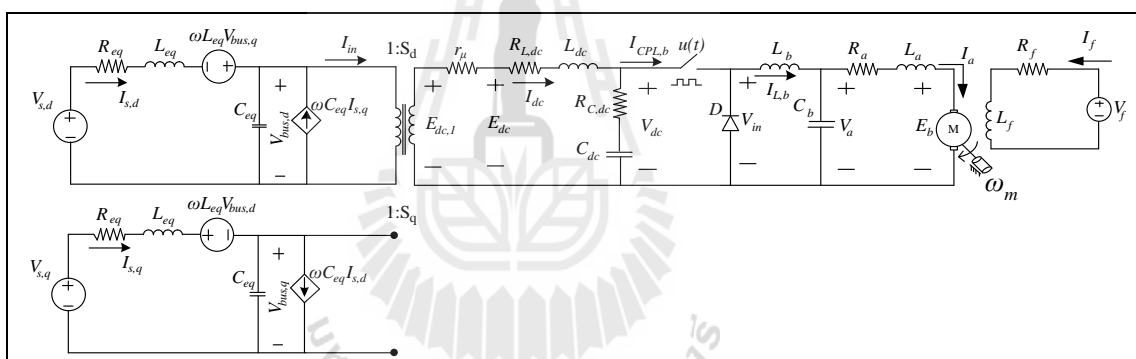 R_eq L_eq ωL_eqV_bus,q I_in 1:S_d r_μ R_L,dc L_dc I_CPL,b u(t) L_b R_a L_a I_a R_f I_f
V_s,d I_s,d C_eq V_bus,d ωC_eqI_s,q E_dc,1 E_dc I_dc R_C,dc C_dc V_dc D V_in I_L,b C_b V_a E_b M ω_m L_f V_f
R_eq L_eq ωL_eqV_bus,d 1:S_q
V_s,q I_s,q C_eq V_bus,q ωC_eqI_s,d